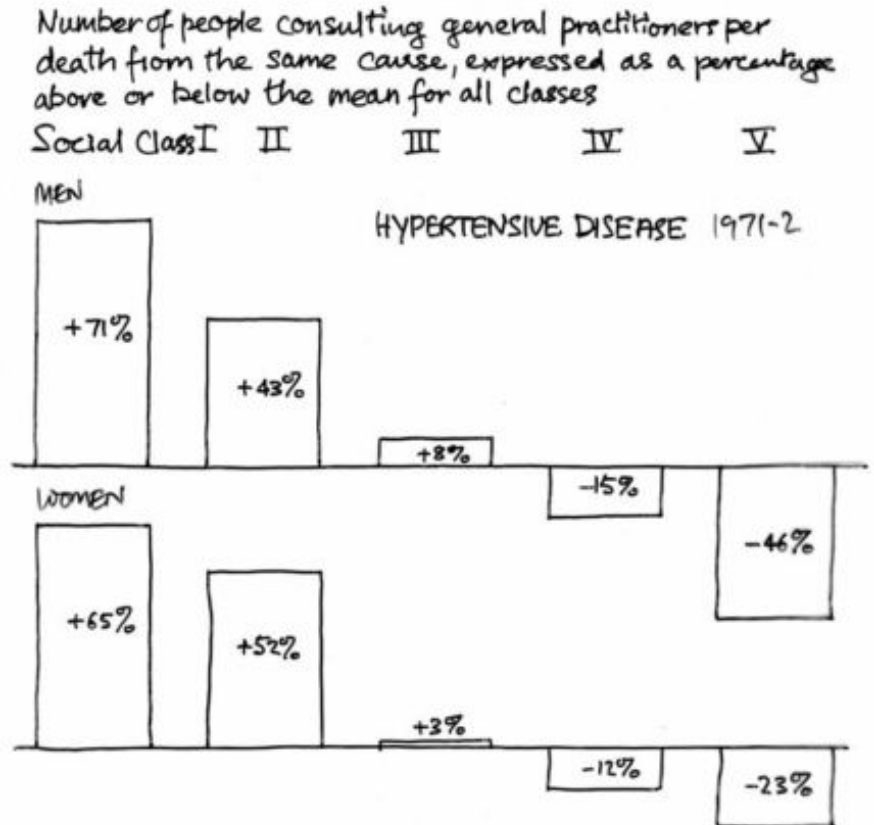 Number of people consulting general practitioners per
death from the same cause, expressed as a percentage
above or below the mean for all classes
Social Class I II III IV V
MEN
HYPERTENSIVE DISEASE 1971-2
+71%
+43%
+8%
-15%
-46%
WOMEN
+65%
+52%
+3%
-12%
-23%